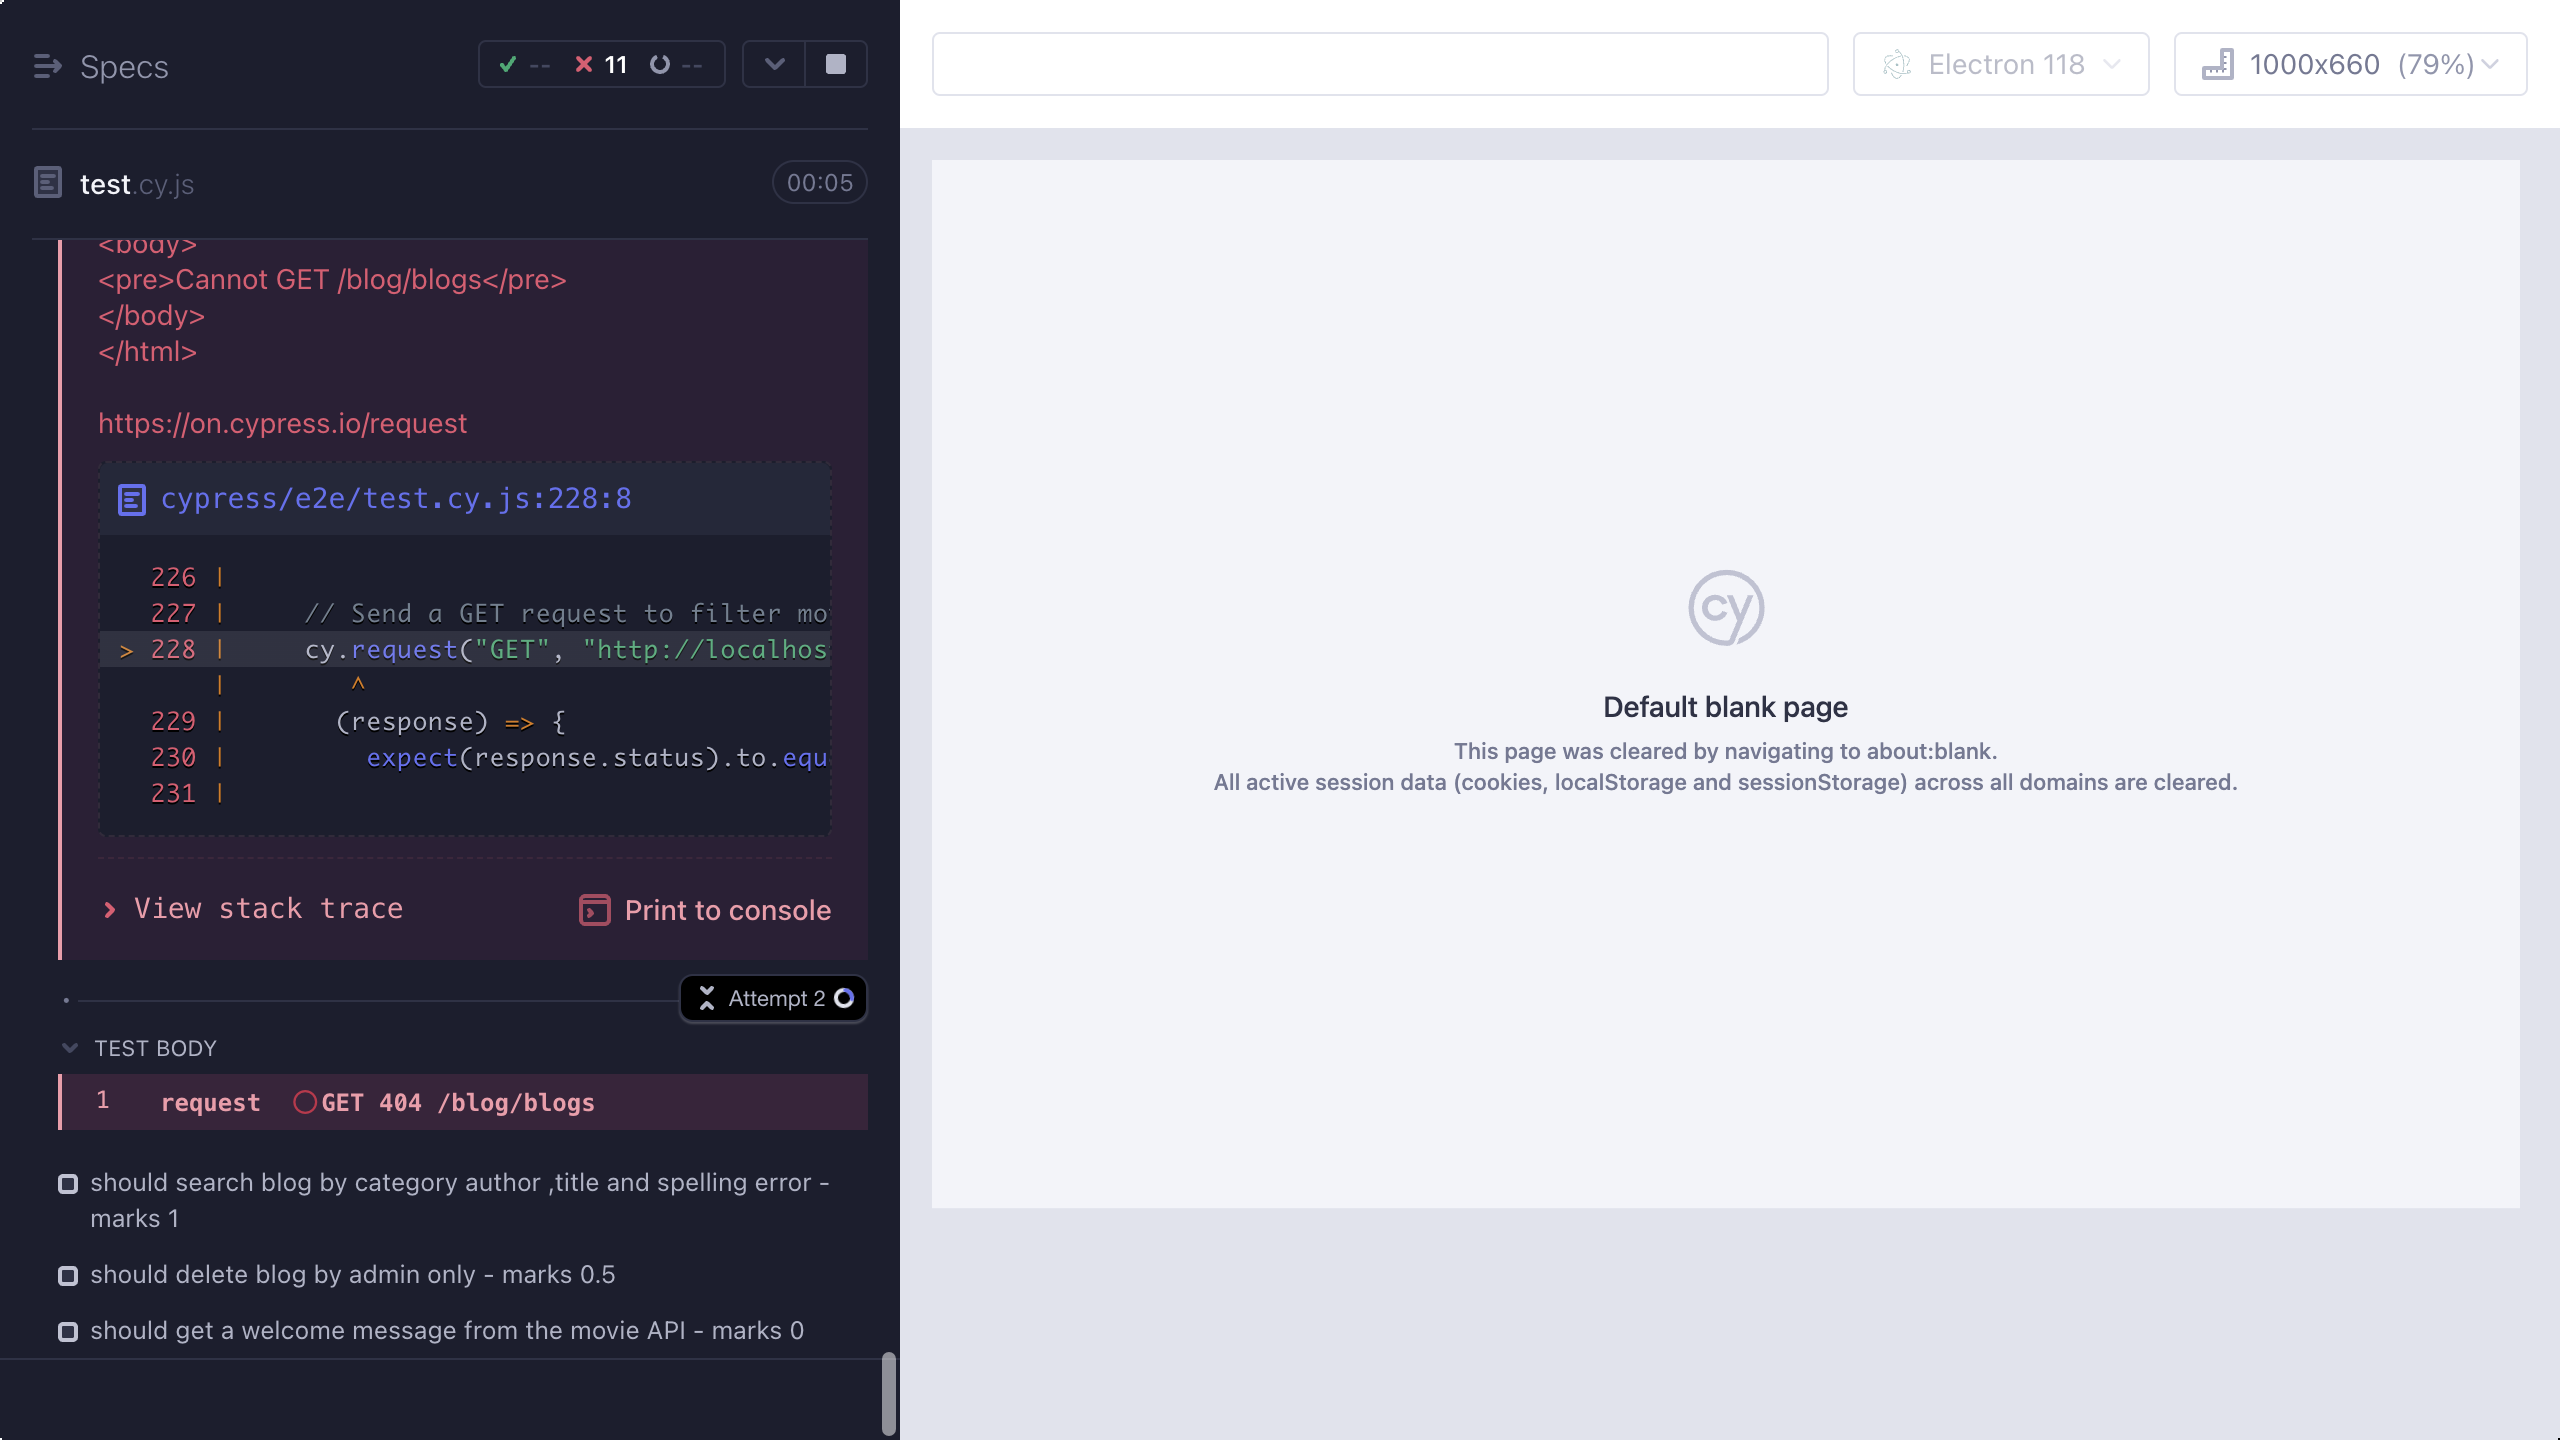 Specs
--
11
--
test.cy.js
00:05
<body>
<pre>Cannot GET /blog/blogs</pre>
</body>
</html>
https://on.cypress.io/request
cypress/e2e/test.cy.js:228:8
226 |
227 | // Send a GET request to filter mo
> 228 | cy.request("GET", "http://localhos
| ^
229 | (response) => {
230 | expect(response.status).to.equ
231 |
View stack trace
Print to console
Attempt 2
TEST BODY
1 request GET 404 /blog/blogs
should search blog by category author ,title and spelling error -
marks 1
should delete blog by admin only - marks 0.5
should get a welcome message from the movie API - marks 0
Electron 118
1000x660 (79%)
cy
Default blank page
This page was cleared by navigating to about:blank.
All active session data (cookies, localStorage and sessionStorage) across all domains are cleared.